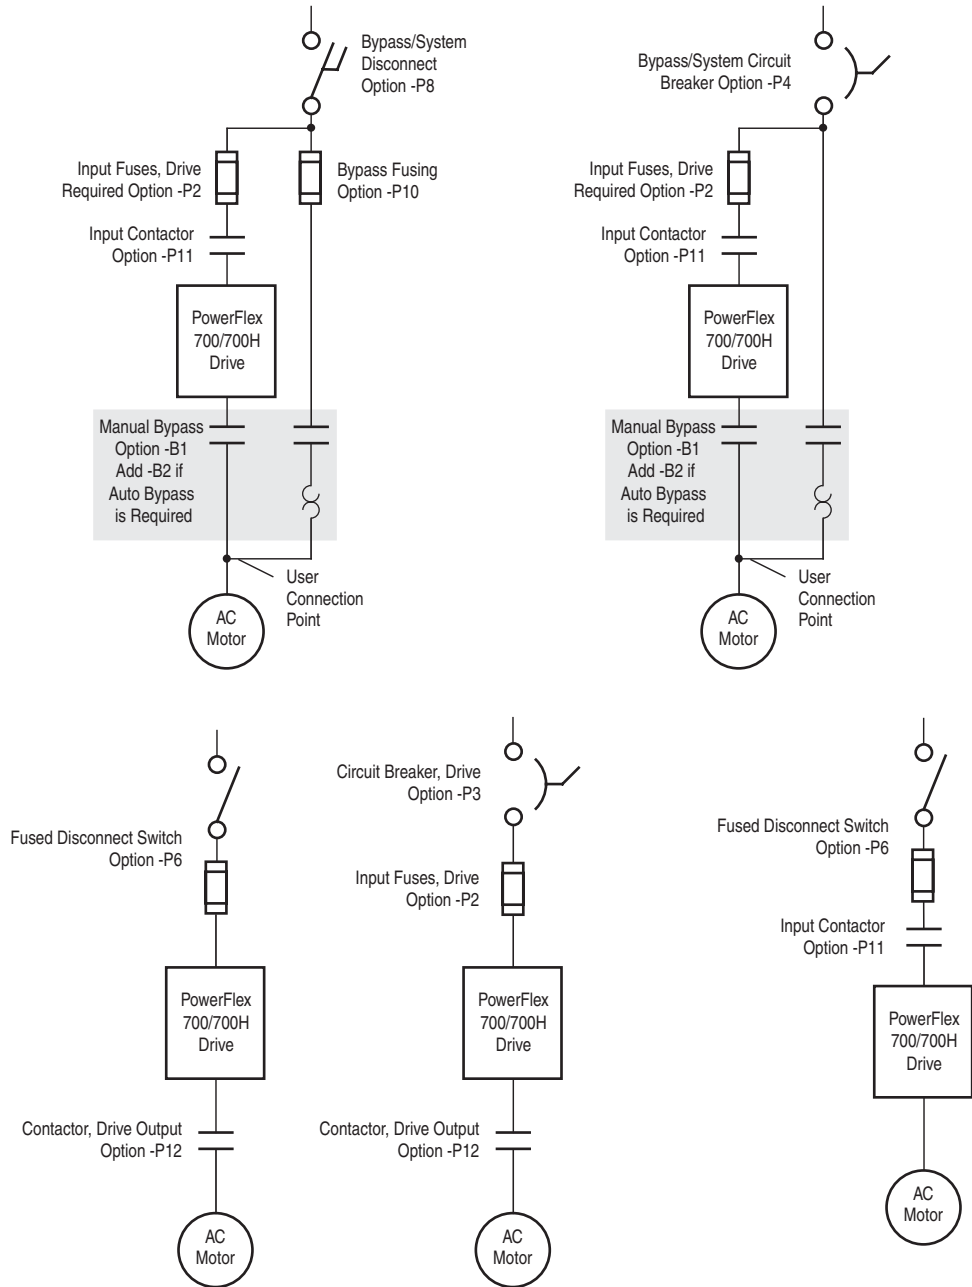 Bypass/System
Disconnect
Option -P8
Input Fuses, Drive
Required Option -P2
Bypass Fusing
Option -P10
Input Contactor
Option -P11
PowerFlex
700/700H
Drive
Manual Bypass
Option -B1
Add -B2 if
Auto Bypass
is Required
User
Connection
Point
AC
Motor
Bypass/System Circuit
Breaker Option -P4
Input Fuses, Drive
Required Option -P2
Input Contactor
Option -P11
PowerFlex
700/700H
Drive
Manual Bypass
Option -B1
Add -B2 if
Auto Bypass
is Required
User
Connection
Point
AC
Motor
Fused Disconnect Switch
Option -P6
PowerFlex
700/700H
Drive
Contactor, Drive Output
Option -P12
AC
Motor
Circuit Breaker, Drive
Option -P3
Input Fuses, Drive
Option -P2
PowerFlex
700/700H
Drive
Contactor, Drive Output
Option -P12
AC
Motor
Fused Disconnect Switch
Option -P6
Input Contactor
Option -P11
PowerFlex
700/700H
Drive
AC
Motor